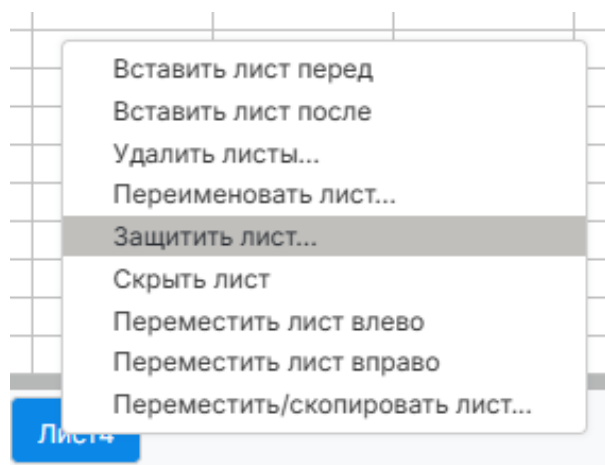 Вставить лист перед
Вставить лист после
Удалить листы...
Переименовать лист...
Защитить лист...
Скрыть лист
Переместить лист влево
Переместить лист вправо
Переместить/скопировать лист...
Лист4